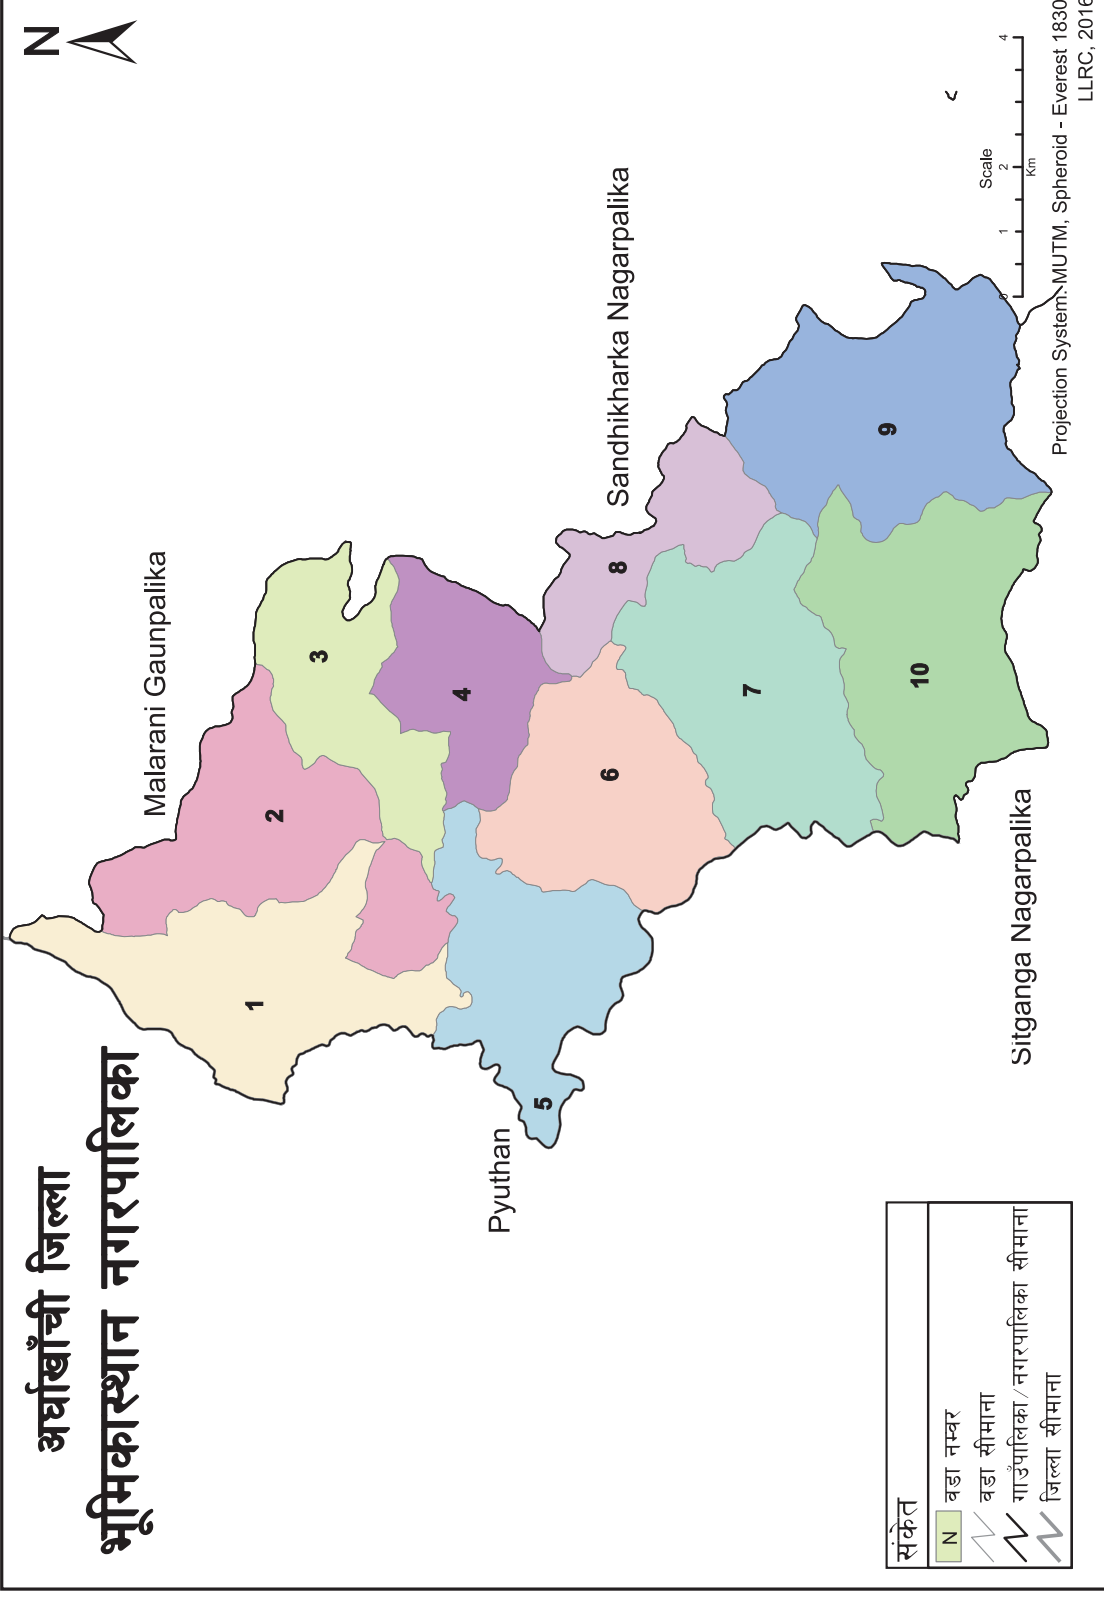 अर्घाखाँची जिल्ला
भूमिकास्थान नगरपालिका
N
Malarani Gaunpalika
Sandhikharka Nagarpalika
Pyuthan
Sitganga Nagarpalika
1
2
3
4
5
6
7
8
9
10
संकेत
N वडा नम्बर
वडा सीमाना
गाउँपालिका / नगरपालिका सीमाना
जिल्ला सीमाना
Scale
0 1 2 4
Km
Projection System: MUTM, Spheroid - Everest 1830
LLRC, 2016